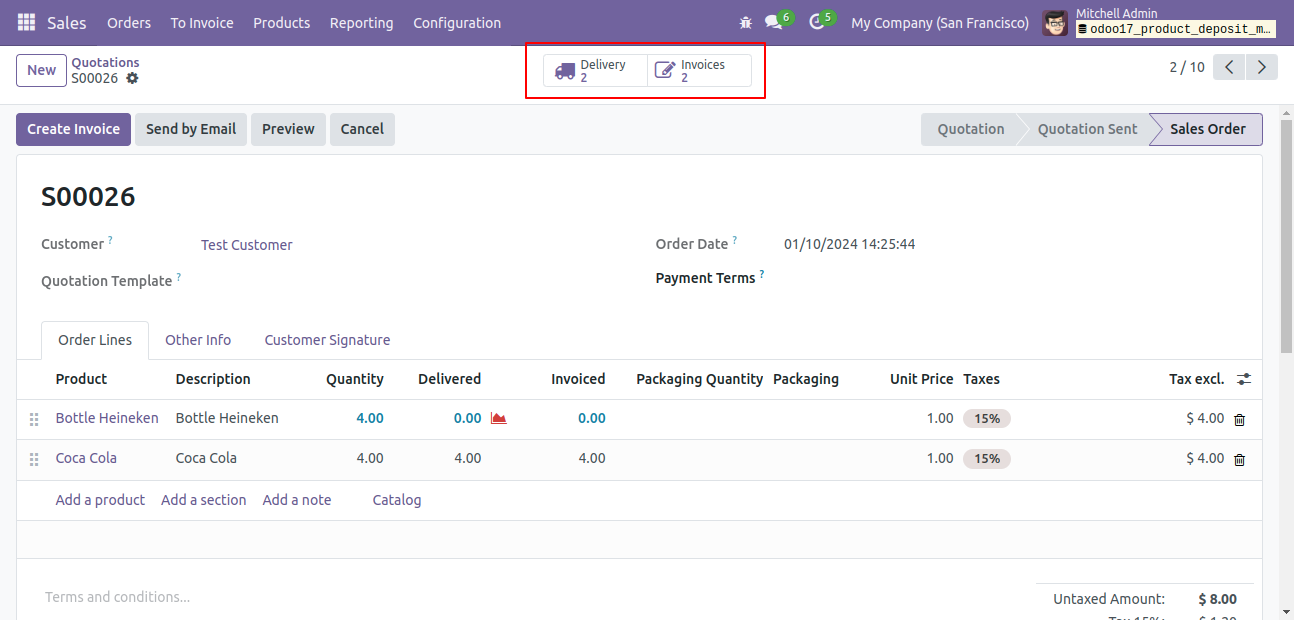 Sales Orders To Invoice Products Reporting Configuration 6 5 My Company (San Francisco) Mitchell Admin
odoo17_product_deposit_m...
New Quotations Delivery Invoices 2 / 10
S00026 2 2
Create Invoice Send by Email Preview Cancel Quotation Quotation Sent Sales Order
S00026
Customer ? Test Customer Order Date ? 01/10/2024 14:25:44
Quotation Template ? Payment Terms ?
Order Lines Other Info Customer Signature
Product Description Quantity Delivered Invoiced Packaging Quantity Packaging Unit Price Taxes Tax excl.
Bottle Heineken Bottle Heineken 4.00 0.00 0.00 1.00 15% $ 4.00
Coca Cola Coca Cola 4.00 4.00 4.00 1.00 15% $ 4.00
Add a product Add a section Add a note Catalog
Terms and conditions...
Untaxed Amount: $ 8.00